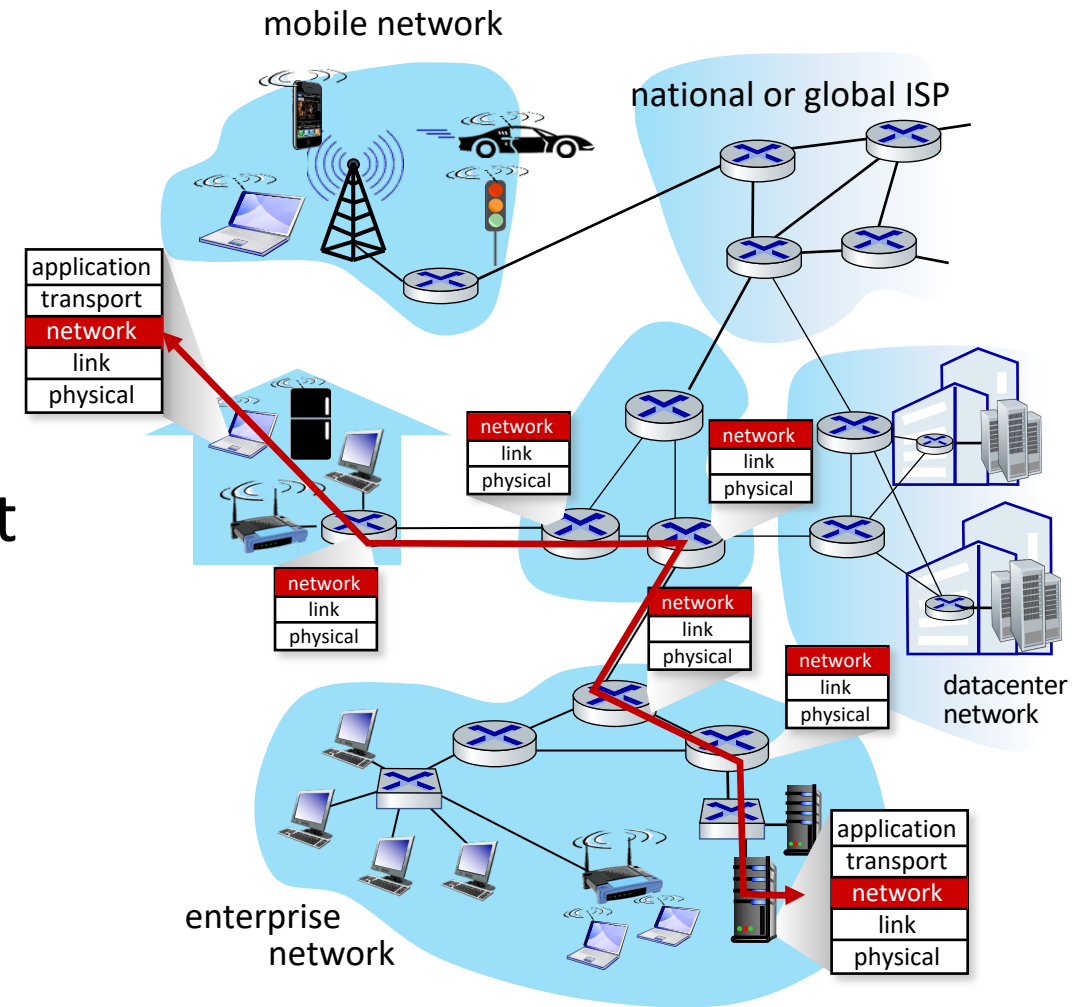 mobile network
national or global ISP
application
transport
network
link
physical
network
link
physical
network
link
physical
t
network
link
physical
network
link
physical
network
link
physical
datacenter
network
application
transport
network
link
physical
enterprise
network